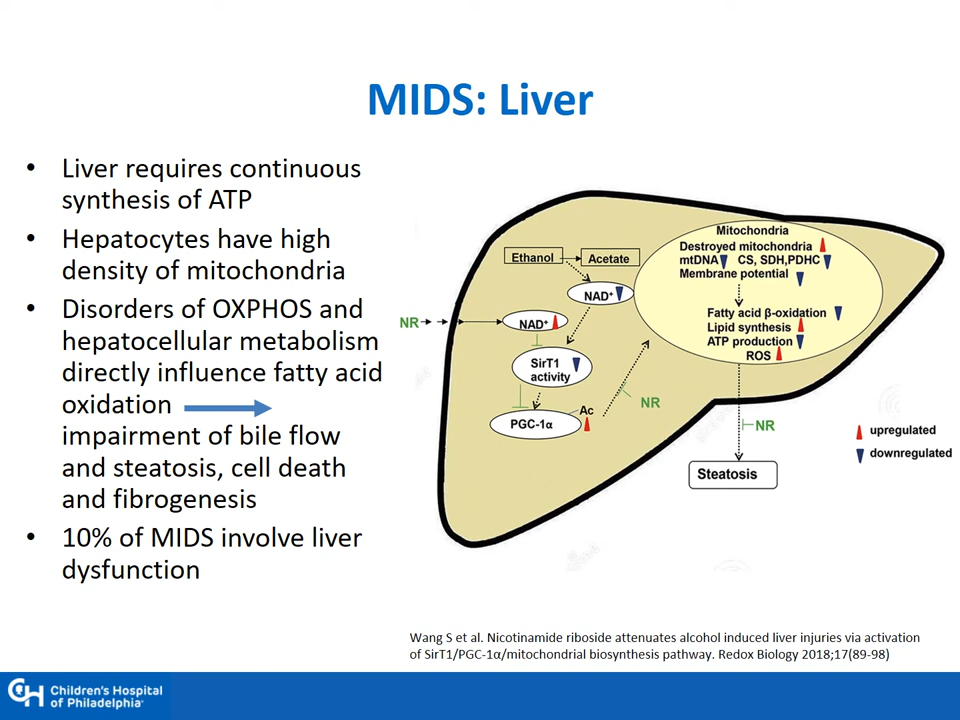 MIDS: Liver
• Liver requires continuous
synthesis of ATP
• Hepatocytes have high
density of mitochondria
• Disorders of OXPHOS and
hepatocellular metabolism
directly influence fatty acid
oxidation
impairment of bile flow
and steatosis, cell death
and fibrogenesis
• 10% of MIDS involve liver
dysfunction
Mitochondria
Destroyed mitochondria
mtDNA CS, SDH,PDHC
Membrane potential
Fatty acid β-oxidation
Lipid synthesis
ATP production
ROS
Ethanol
Acetate
NAD⁺
NR
NAD⁺
SirT1
activity
PGC-1α
Ac
NR
NR
Steatosis
upregulated
downregulated
Wang S et al. Nicotinamide riboside attenuates alcohol induced liver injuries via activation
of SirT1/PGC-1α/mitochondrial biosynthesis pathway. Redox Biology 2018;17(89-98)
CH Children's Hospital
of Philadelphia